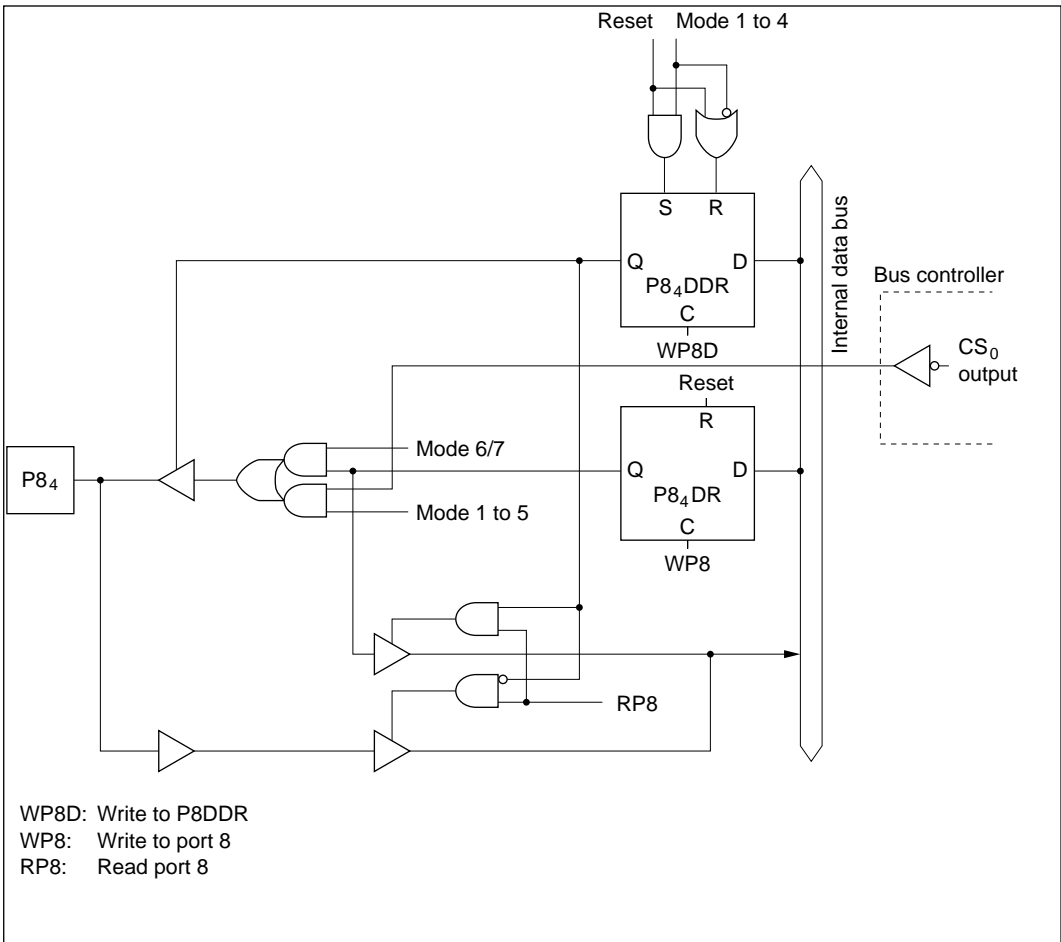 Reset Mode 1 to 4
S R
Q D
P8₄DDR
C
WP8D
Internal data bus
Bus controller
CS₀
output
Reset
R
Q D
P8₄DR
C
WP8
Mode 6/7
P8₄
Mode 1 to 5
RP8
WP8D: Write to P8DDR
WP8: Write to port 8
RP8: Read port 8